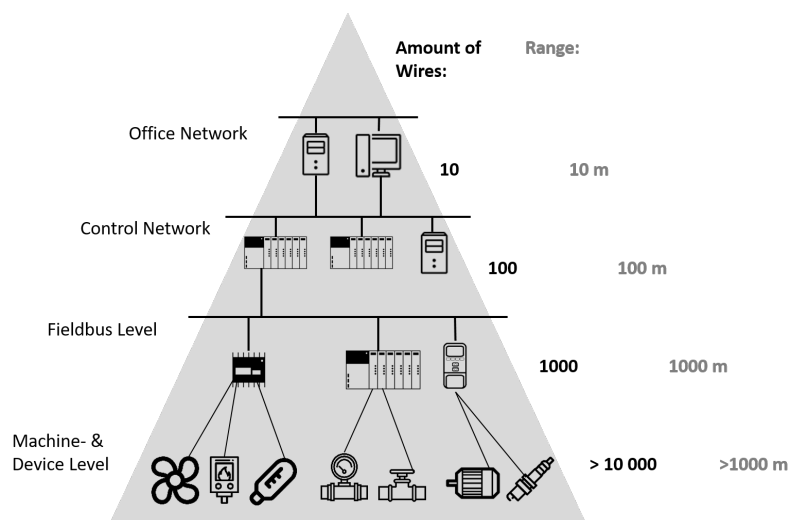 Amount of
Wires:
Range:
Office Network
10
10 m
Control Network
100
100 m
Fieldbus Level
1000
1000 m
Machine- &
Device Level
> 10 000
>1000 m